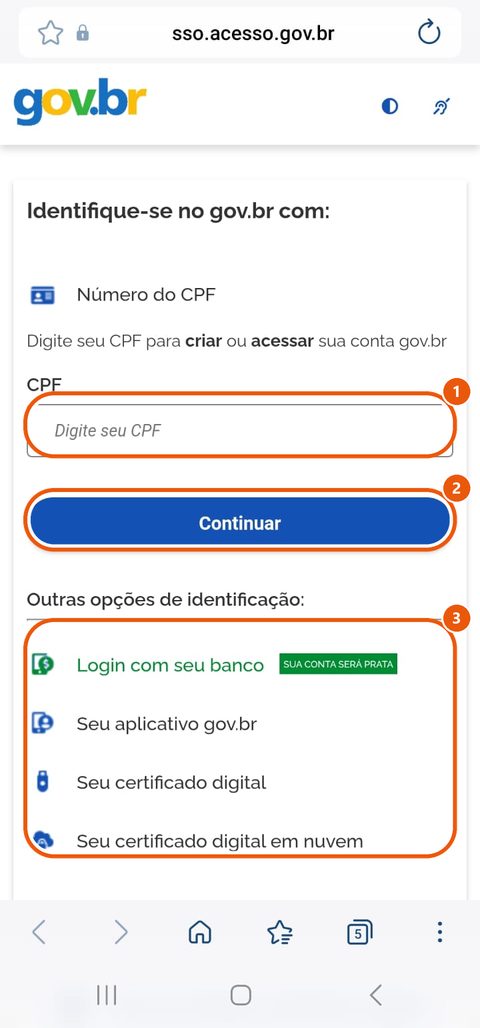 sso.acesso.gov.br
gov.br
Identifique-se no gov.br com:
Número do CPF
Digite seu CPF para criar ou acessar sua conta gov.br
CPF
1
Digite seu CPF
2
Continuar
Outras opções de identificação:
3
Login com seu banco SUA CONTA SERÁ PRATA
Seu aplicativo gov.br
Seu certificado digital
Seu certificado digital em nuvem
5